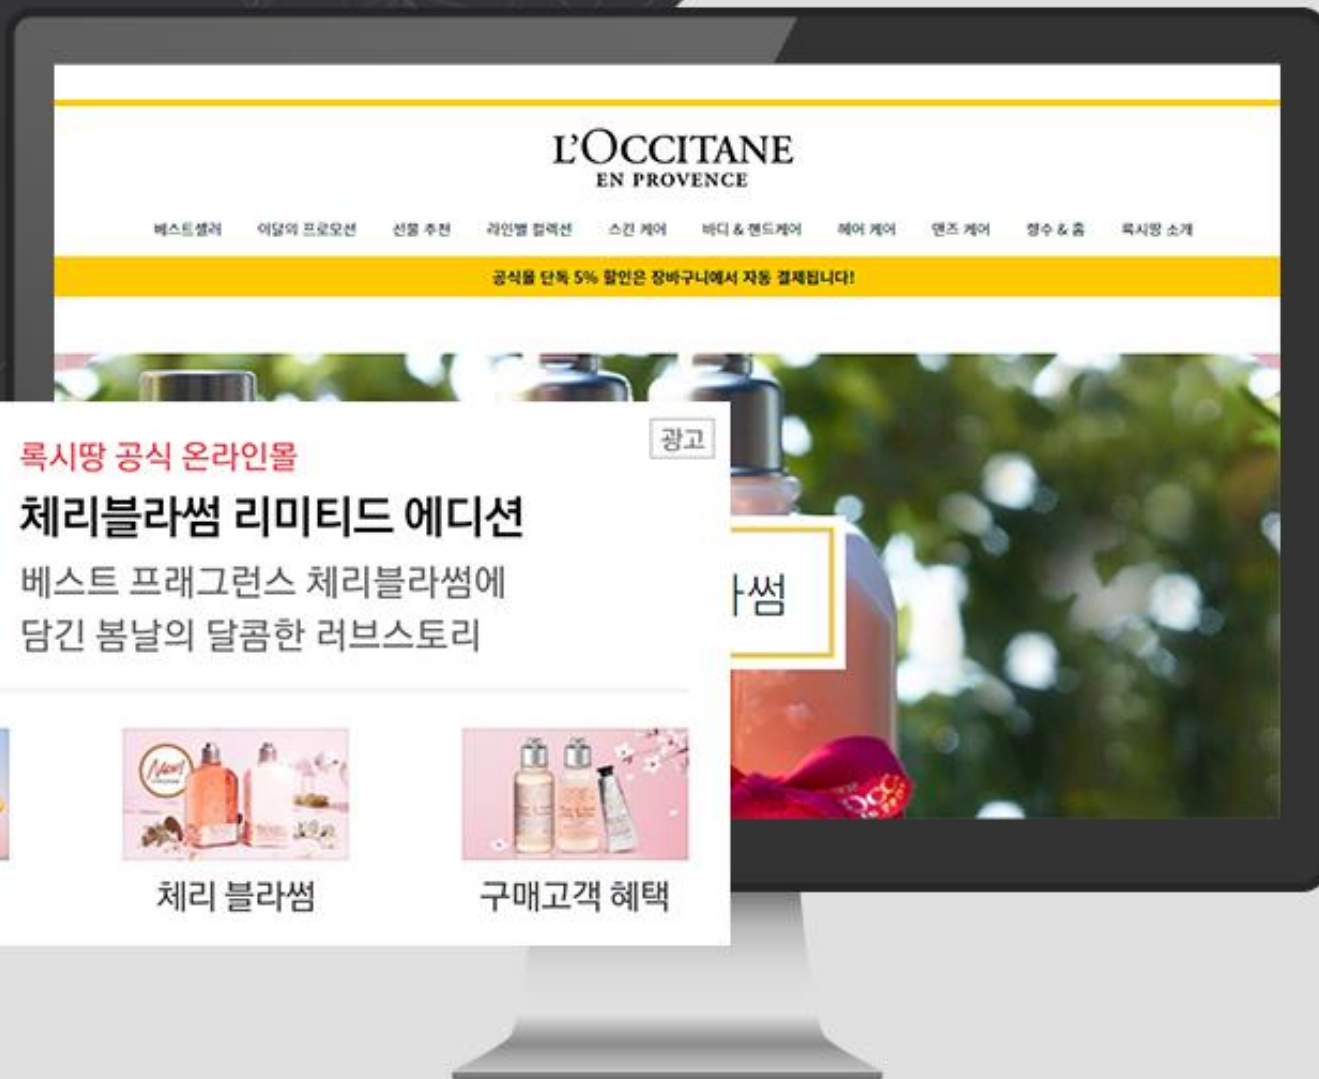 L'OCCITANE
EN PROVENCE
베스트셀러 이달의 프로모션 선물 추천 라인별 컬렉션 스킨 케어 바디 & 핸드케어 헤어 케어 맨즈 케어 향수 & 홈 록시땅 소개
공식몰 단독 5% 할인은 장바구니에서 자동 결제됩니다!
광고
록시땅 공식 온라인몰
체리블라썸 리미티드 에디션
베스트 프래그런스 체리블라썸에
담긴 봄날의 달콤한 러브스토리
썸
New!
체리 블라썸
구매고객 혜택